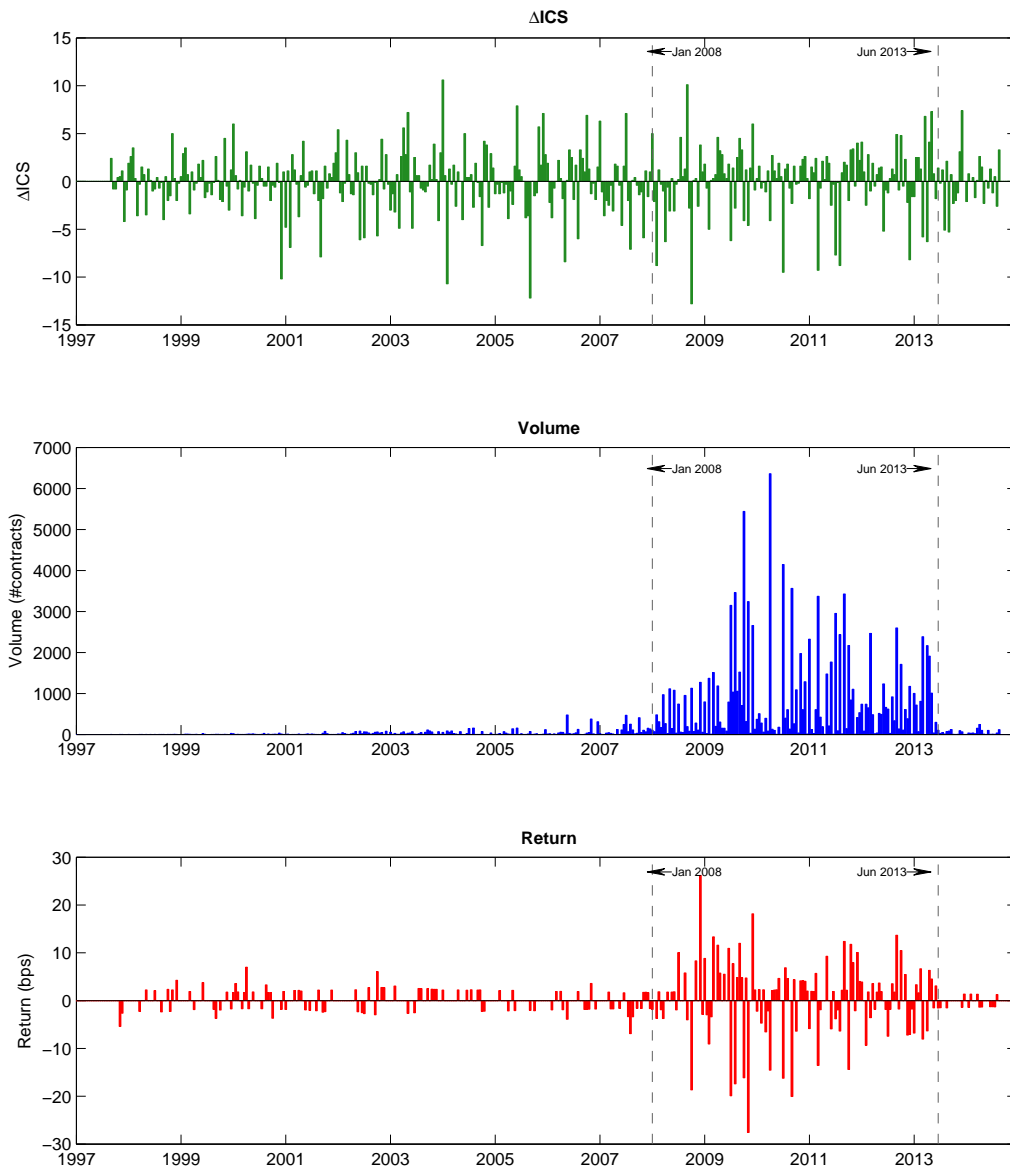 ΔICS
15
Jan 2008 Jun 2013
10
5
0
−5
−10
−15
ΔICS
1997 1999 2001 2003 2005 2007 2009 2011 2013
Volume
7000
Jan 2008 Jun 2013
6000
5000
4000
3000
2000
1000
0
Volume (#contracts)
1997 1999 2001 2003 2005 2007 2009 2011 2013
Return
30
Jan 2008 Jun 2013
20
10
0
−10
−20
−30
Return (bps)
1997 1999 2001 2003 2005 2007 2009 2011 2013